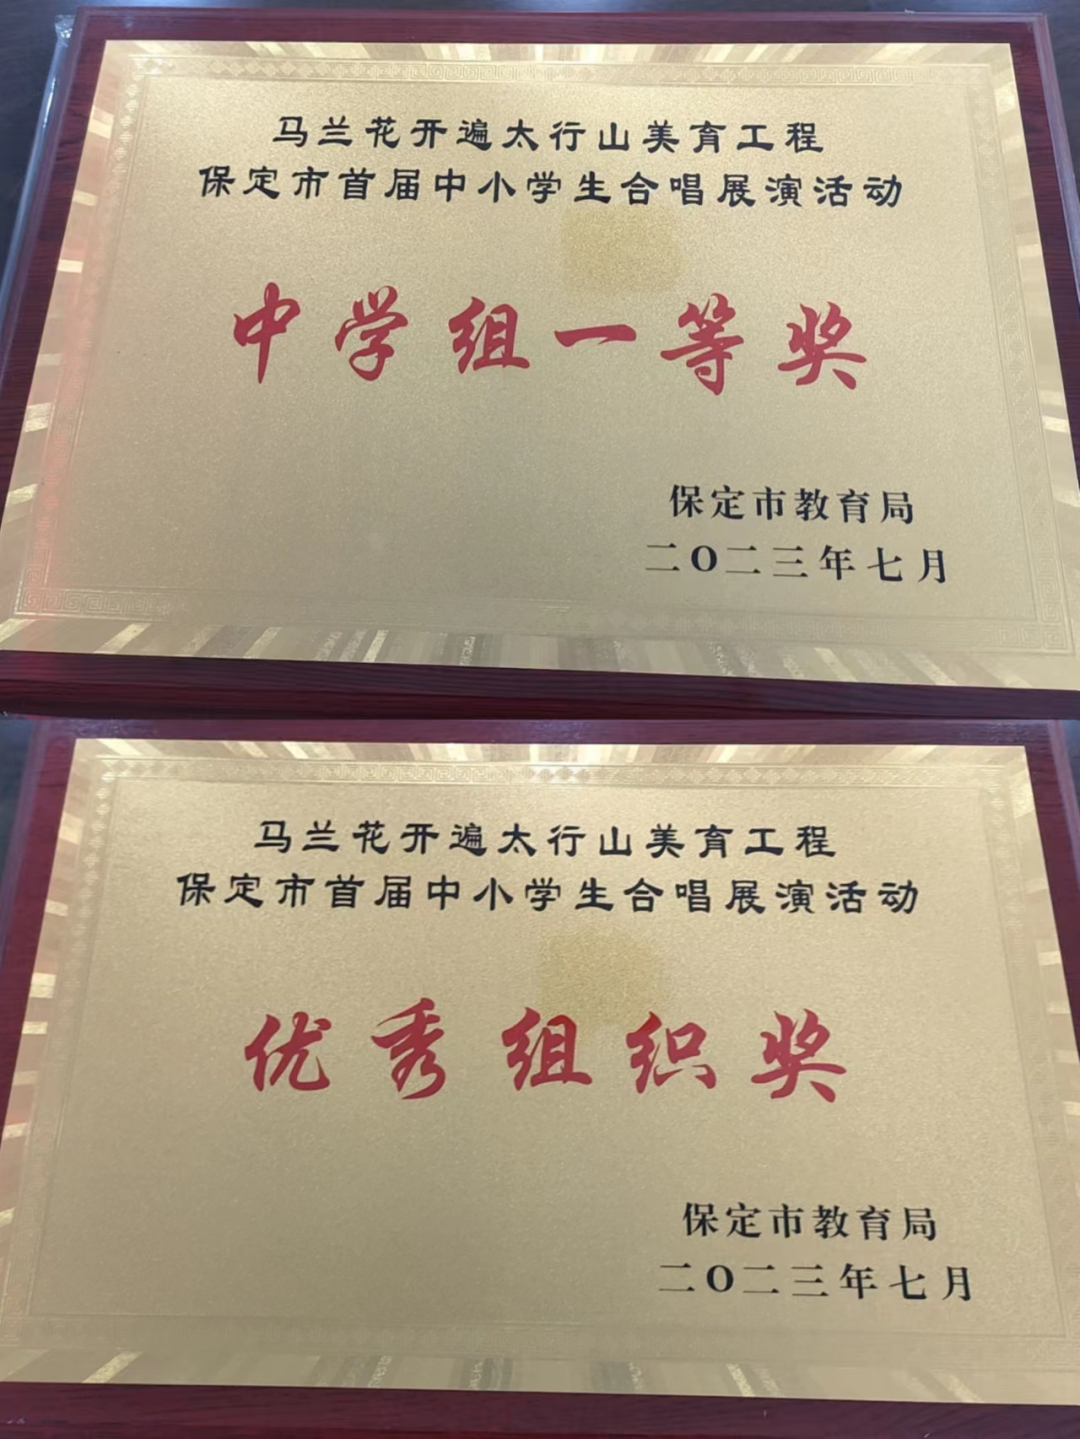 马兰花开遍太行山美育工程
保定市首届中小学生合唱展演活动
中学组一等奖
保定市教育局
二〇二三年七月
马兰花开遍太行山美育工程
保定市首届中小学生合唱展演活动
优秀组织奖
保定市教育局
二〇二三年七月